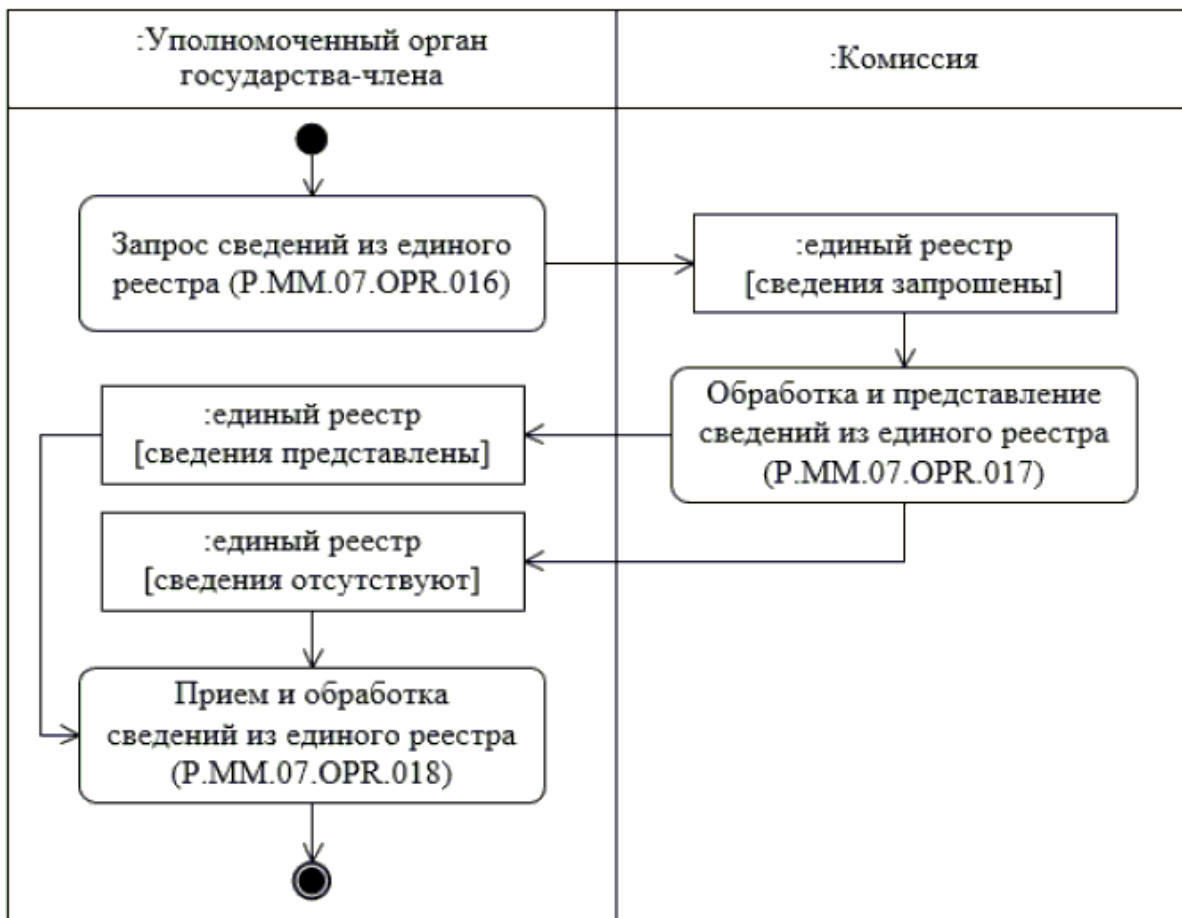 :Уполномоченный орган
государства-члена
:Комиссия
Запрос сведений из единого
реестра (P.MM.07.OPR.016)
:единый реестр
[сведения запрошены]
Обработка и представление
сведений из единого реестра
(P.MM.07.OPR.017)
:единый реестр
[сведения представлены]
:единый реестр
[сведения отсутствуют]
Прием и обработка
сведений из единого реестра
(P.MM.07.OPR.018)